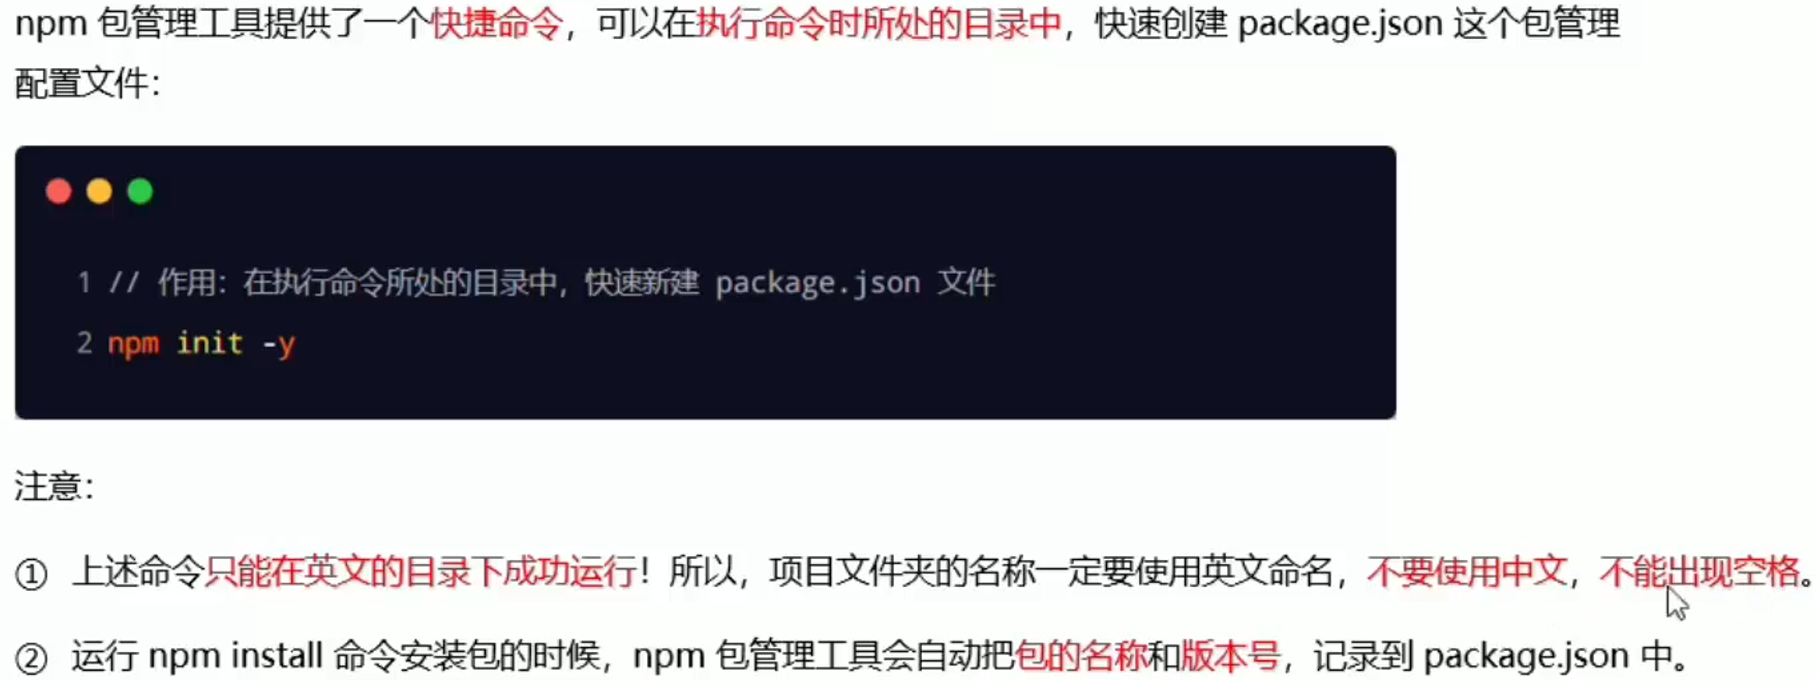 npm 包管理工具提供了一个快捷命令，可以在执行命令时所处的目录中，快速创建 package.json 这个包管理
配置文件：
1 // 作用：在执行命令所处的目录中，快速新建 package.json 文件
2 npm init -y
注意：
① 上述命令只能在英文的目录下成功运行！所以，项目文件夹的名称一定要使用英文命名，不要使用中文，不能出现空格。
② 运行 npm install 命令安装包的时候，npm 包管理工具会自动把包的名称和版本号，记录到 package.json 中。